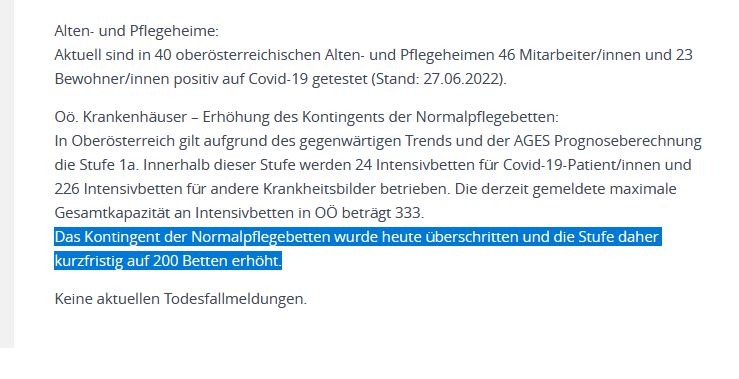 Alten- und Pflegeheime:
Aktuell sind in 40 oberösterreichischen Alten- und Pflegeheimen 46 Mitarbeiter/innen und 23
Bewohner/innen positiv auf Covid-19 getestet (Stand: 27.06.2022).
Oö. Krankenhäuser – Erhöhung des Kontingents der Normalpflegebetten:
In Oberösterreich gilt aufgrund des gegenwärtigen Trends und der AGES Prognoseberechnung
die Stufe 1a. Innerhalb dieser Stufe werden 24 Intensivbetten für Covid-19-Patient/innen und
226 Intensivbetten für andere Krankheitsbilder betrieben. Die derzeit gemeldete maximale
Gesamtkapazität an Intensivbetten in OÖ beträgt 333.
Das Kontingent der Normalpflegebetten wurde heute überschritten und die Stufe daher
kurzfristig auf 200 Betten erhöht.
Keine aktuellen Todesfallmeldungen.